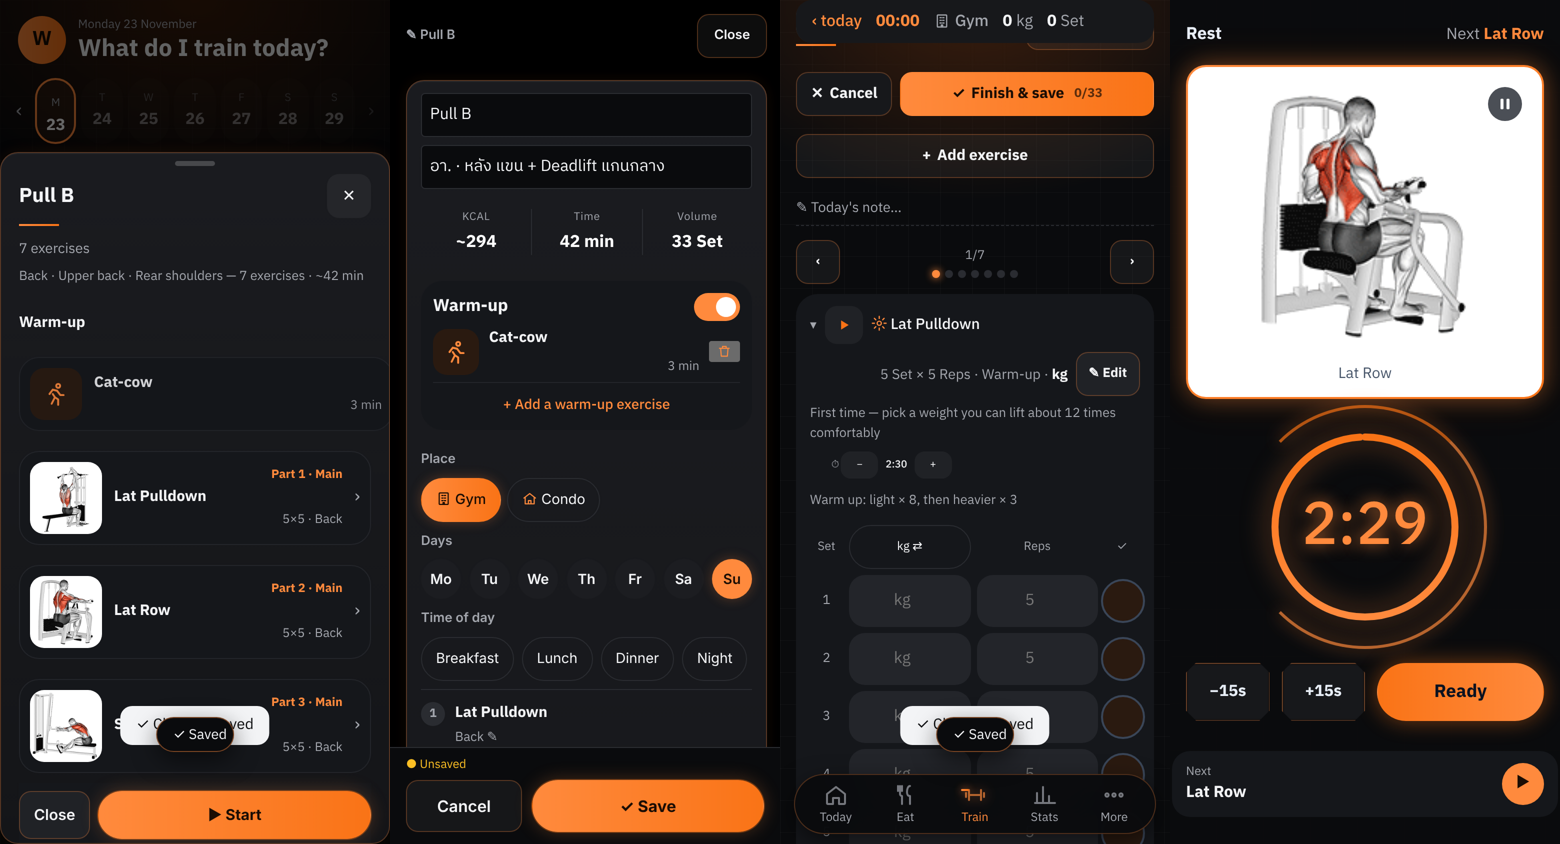 W
Monday 23 November
What do I train today?
‹ M T W T F S S ›
23 24 25 26 27 28 29
Pull B
✕
7 exercises
Back · Upper back · Rear shoulders — 7 exercises · ~42 min
Warm-up
Cat-cow
3 min
Part 1 · Main
Lat Pulldown
›
5×5 · Back
Part 2 · Main
Lat Row
›
5×5 · Back
Part 3 · Main
›
✓ Saved
5×5 · Back
Close
▶ Start
✎ Pull B
Close
Pull B
อา. · หลัง แขน + Deadlift แกนกลาง
KCAL
~294
Time
42 min
Volume
33 Set
Warm-up
Cat-cow
3 min
+ Add a warm-up exercise
Place
Gym
Condo
Days
Mo Tu We Th Fr Sa Su
Time of day
Breakfast Lunch Dinner Night
1 Lat Pulldown
Back ✎
Unsaved
Cancel
✓ Save
‹ today 00:00 Gym 0 kg 0 Set
✕ Cancel
✓ Finish & save 0/33
+ Add exercise
✎ Today's note...
‹
1/7
›
▾ ▶ Lat Pulldown
5 Set × 5 Reps · Warm-up · kg
✎ Edit
First time — pick a weight you can lift about 12 times
comfortably
− 2:30 +
Warm up: light × 8, then heavier × 3
Set kg ⇄ Reps ✓
1 kg 5
2 kg 5
3
✓ Saved
4 kg 5
Today Eat Train Stats More
Rest
Next Lat Row
Lat Row
2:29
−15s
+15s
Ready
Next
Lat Row